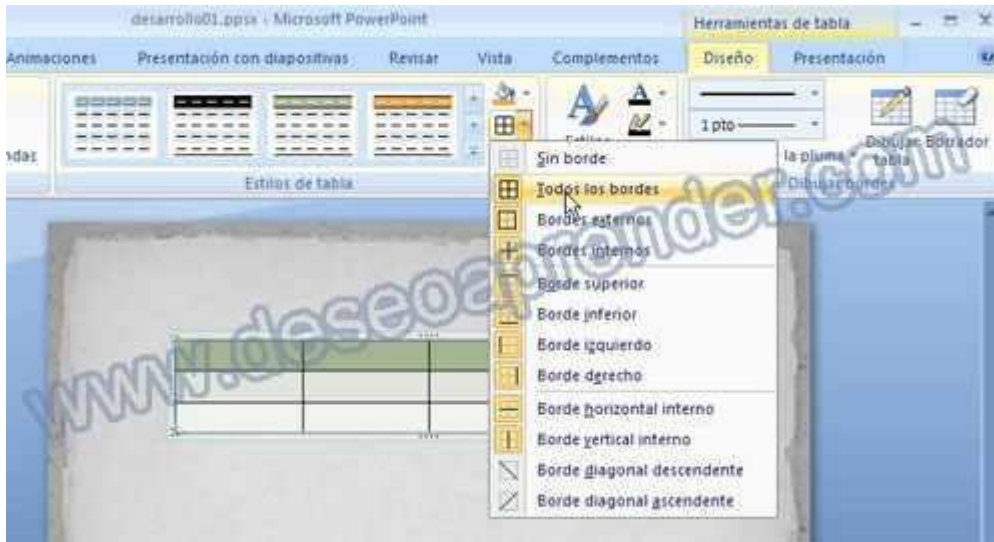 desarrollo01.ppsx - Microsoft PowerPoint
Herramientas de tabla
Animaciones Presentación con diapositivas Revisar Vista Complementos Diseño Presentación
1 pto
Dibujar tabla
Borrador
la pluma
Estilos de tabla
Dibujar bordes
Sin borde
Todos los bordes
Bordes externos
Bordes internos
Borde superior
Borde inferior
Borde izquierdo
Borde derecho
Borde horizontal interno
Borde vertical interno
Borde diagonal descendente
Borde diagonal ascendente
www.deseoaprender.com